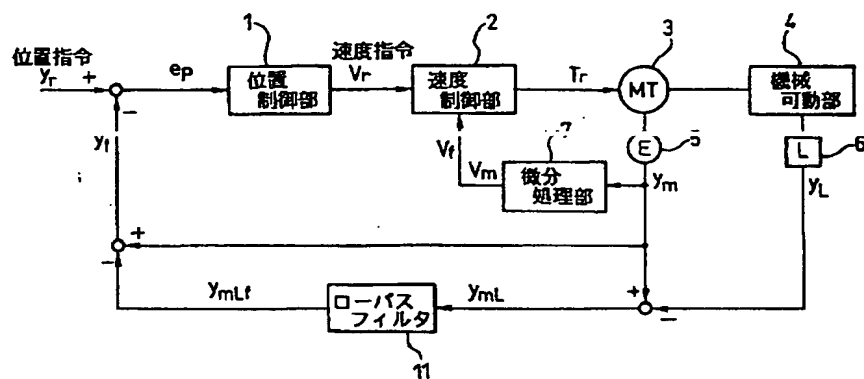 1
2
3
4
位置指令
yr
+
−
ep
位置
制御部
速度指令
Vr
速度
制御部
Tr
MT
機械
可動部
E
5
L
6
yf
Vf
Vm
7
微分
処理部
ym
yL
+
−
ymLf
ローパス
フィルタ
11
ymL
+
−